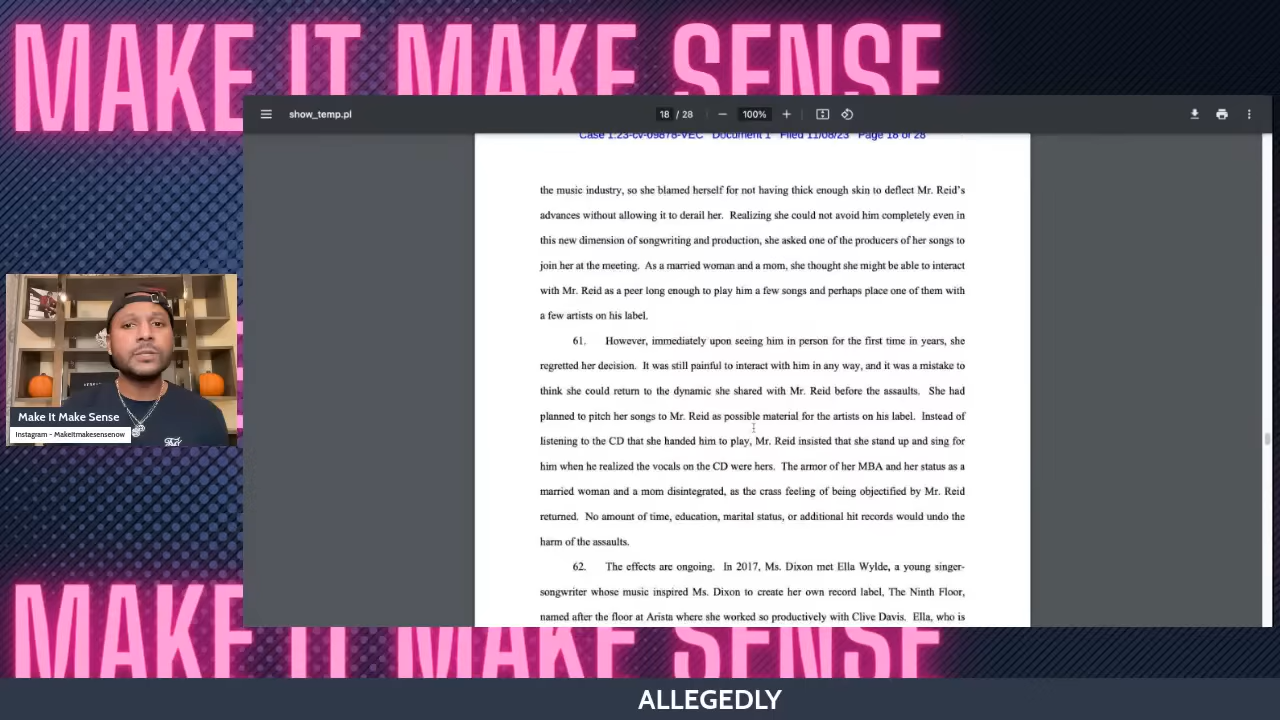 MAKE IT MAKE SENSE
show_temp.pl
18 / 28
100%
Case 1:23-cv-09878-VEC Document 1 Filed 11/08/23 Page 18 of 28
the music industry, so she blamed herself for not having thick enough skin to deflect Mr. Reid's
advances without allowing it to derail her. Realizing she could not avoid him completely even in
this new dimension of songwriting and production, she asked one of the producers of her songs to
join her at the meeting. As a married woman and a mom, she thought she might be able to interact
with Mr. Reid as a peer long enough to play him a few songs and perhaps place one of them with
a few artists on his label.
61. However, immediately upon seeing him in person for the first time in years, she
regretted her decision. It was still painful to interact with him in any way, and it was a mistake to
think she could return to the dynamic she shared with Mr. Reid before the assaults. She had
planned to pitch her songs to Mr. Reid as possible material for the artists on his label. Instead of
listening to the CD that she handed him to play, Mr. Reid insisted that she stand up and sing for
him when he realized the vocals on the CD were hers. The armor of her MBA and her status as a
married woman and a mom disintegrated, as the crass feeling of being objectified by Mr. Reid
returned. No amount of time, education, marital status, or additional hit records would undo the
harm of the assaults.
62. The effects are ongoing. In 2017, Ms. Dixon met Ella Wylde, a young singer-
songwriter whose music inspired Ms. Dixon to create her own record label, The Ninth Floor,
named after the floor at Arista where she worked so productively with Clive Davis. Ella, who is
Make It Make Sense
Instagram - Makeitmakesensenow
MAKE IT MAKE SENSE
ALLEGEDLY